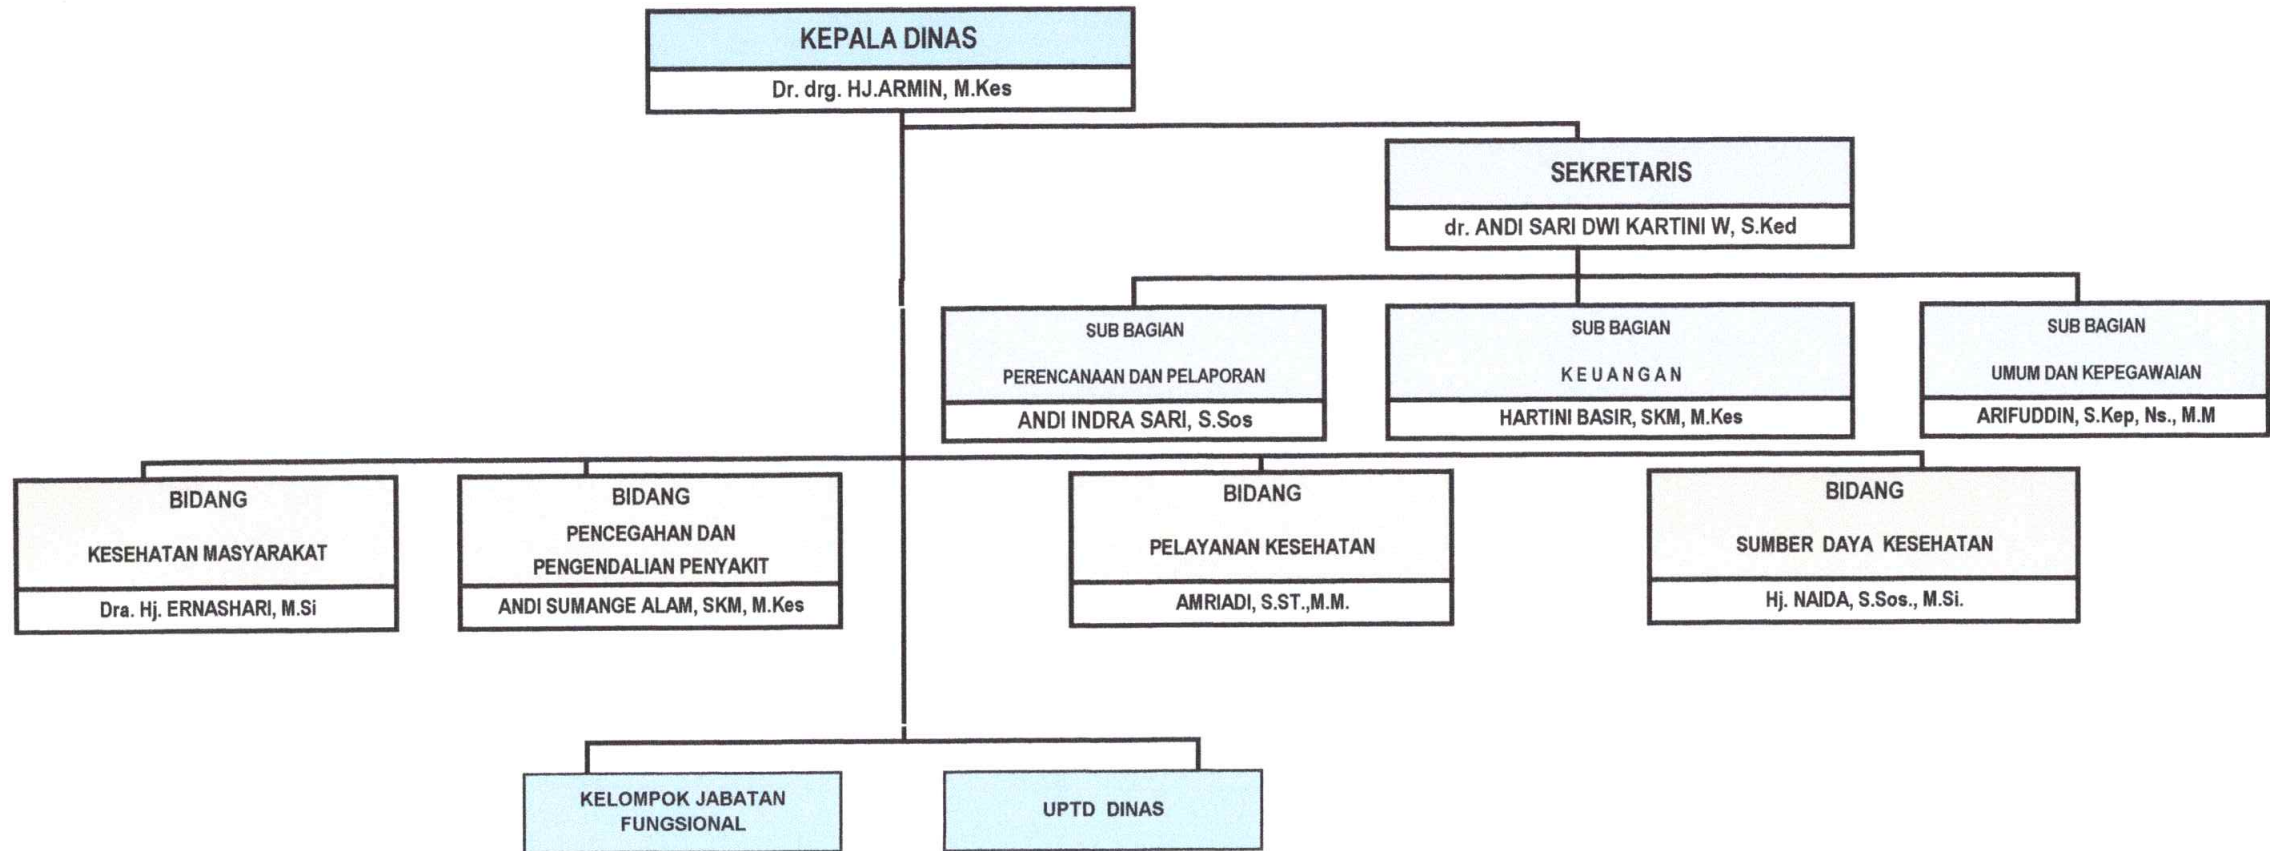 KEPALA DINAS
Dr. drg. HJ.ARMIN, M.Kes
SEKRETARIS
dr. ANDI SARI DWI KARTINI W, S.Ked
SUB BAGIAN
PERENCANAAN DAN PELAPORAN
ANDI INDRA SARI, S.Sos
SUB BAGIAN
K E U A N G A N
HARTINI BASIR, SKM, M.Kes
SUB BAGIAN
UMUM DAN KEPEGAWAIAN
ARIFUDDIN, S.Kep, Ns., M.M
BIDANG
KESEHATAN MASYARAKAT
Dra. Hj. ERNASHARI, M.Si
BIDANG
PENCEGAHAN DAN
PENGENDALIAN PENYAKIT
ANDI SUMANGE ALAM, SKM, M.Kes
BIDANG
PELAYANAN KESEHATAN
AMRIADI, S.ST.,M.M.
BIDANG
SUMBER DAYA KESEHATAN
Hj. NAIDA, S.Sos., M.Si.
KELOMPOK JABATAN
FUNGSIONAL
UPTD DINAS